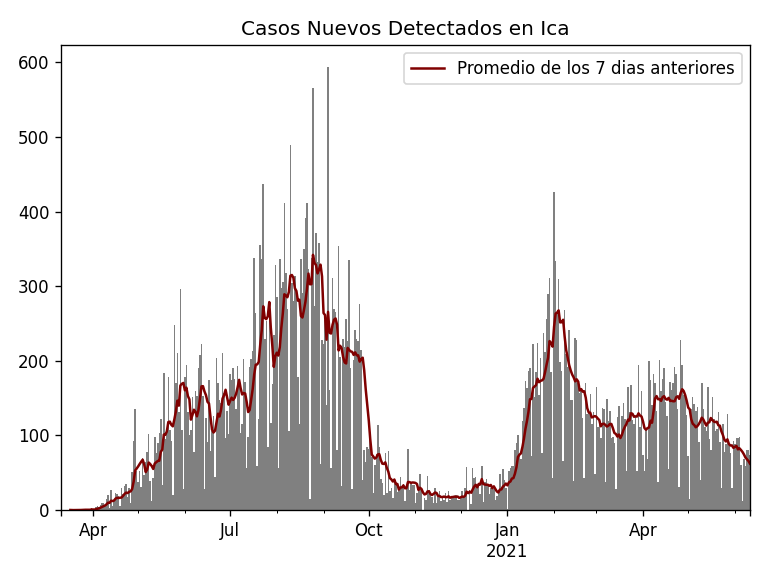 Casos Nuevos Detectados en Ica
Promedio de los 7 dias anteriores
600
500
400
300
200
100
0
Apr Jul Oct Jan Apr
2021